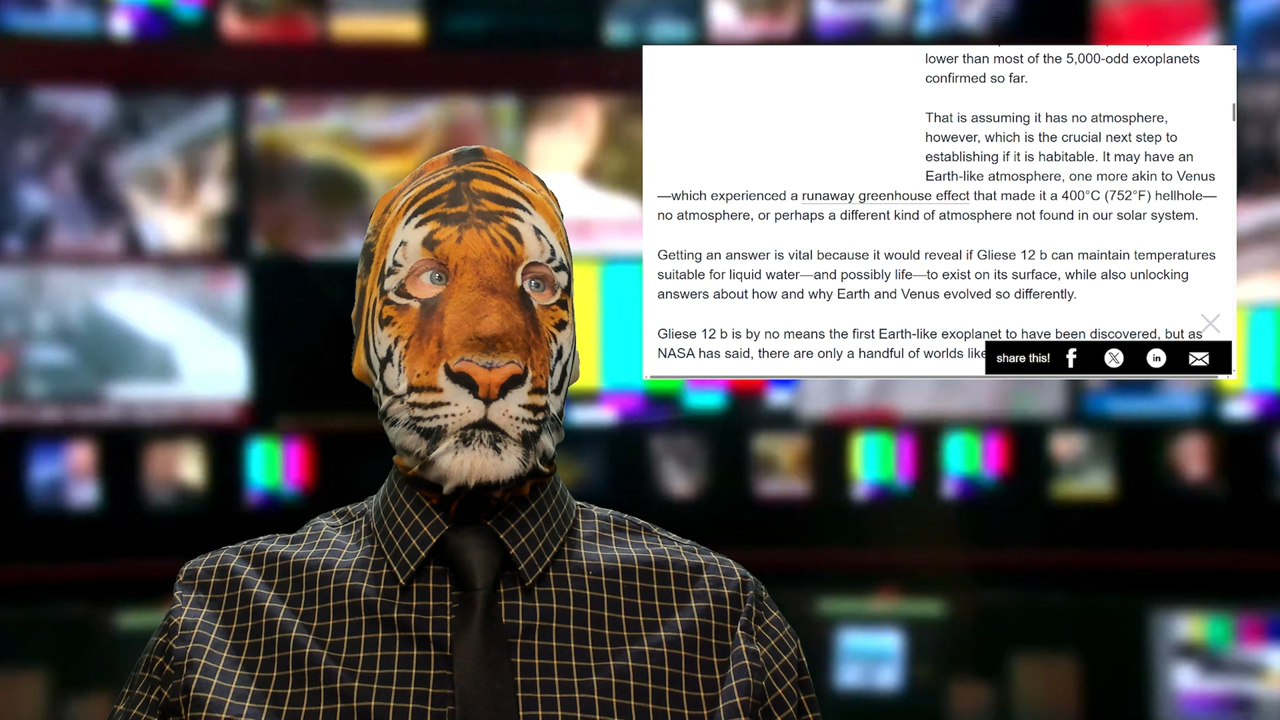 lower than most of the 5,000-odd exoplanets
confirmed so far.
That is assuming it has no atmosphere,
however, which is the crucial next step to
establishing if it is habitable. It may have an
Earth-like atmosphere, one more akin to Venus
—which experienced a runaway greenhouse effect that made it a 400°C (752°F) hellhole—
no atmosphere, or perhaps a different kind of atmosphere not found in our solar system.
Getting an answer is vital because it would reveal if Gliese 12 b can maintain temperatures
suitable for liquid water—and possibly life—to exist on its surface, while also unlocking
answers about how and why Earth and Venus evolved so differently.
Gliese 12 b is by no means the first Earth-like exoplanet to have been discovered, but as
NASA has said, there are only a handful of worlds like
share this!